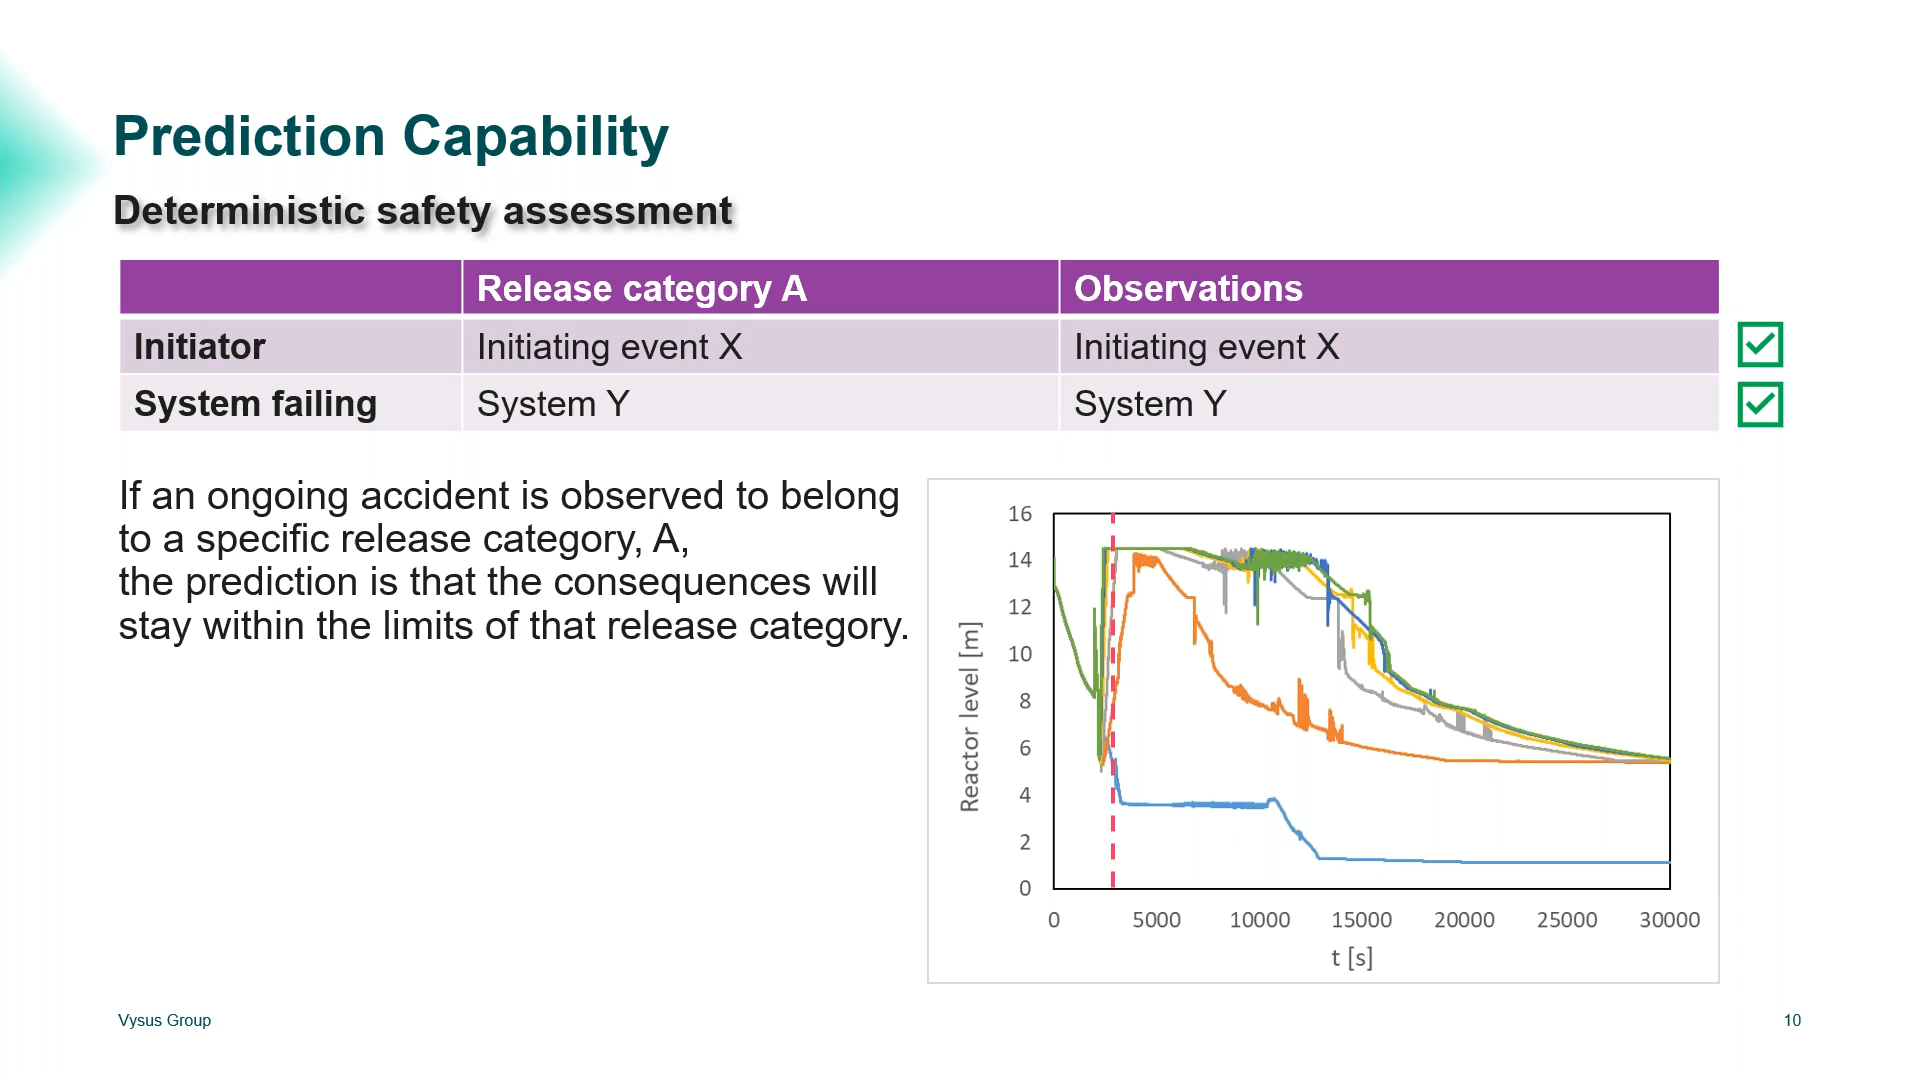 Prediction Capability
Deterministic safety assessment
Release category A Observations
Initiator Initiating event X Initiating event X
System failing System Y System Y
If an ongoing accident is observed to belong
to a specific release category, A,
the prediction is that the consequences will
stay within the limits of that release category.
Reactor level [m]
16
14
12
10
8
6
4
2
0
0 5000 10000 15000 20000 25000 30000
t [s]
Vysus Group
10